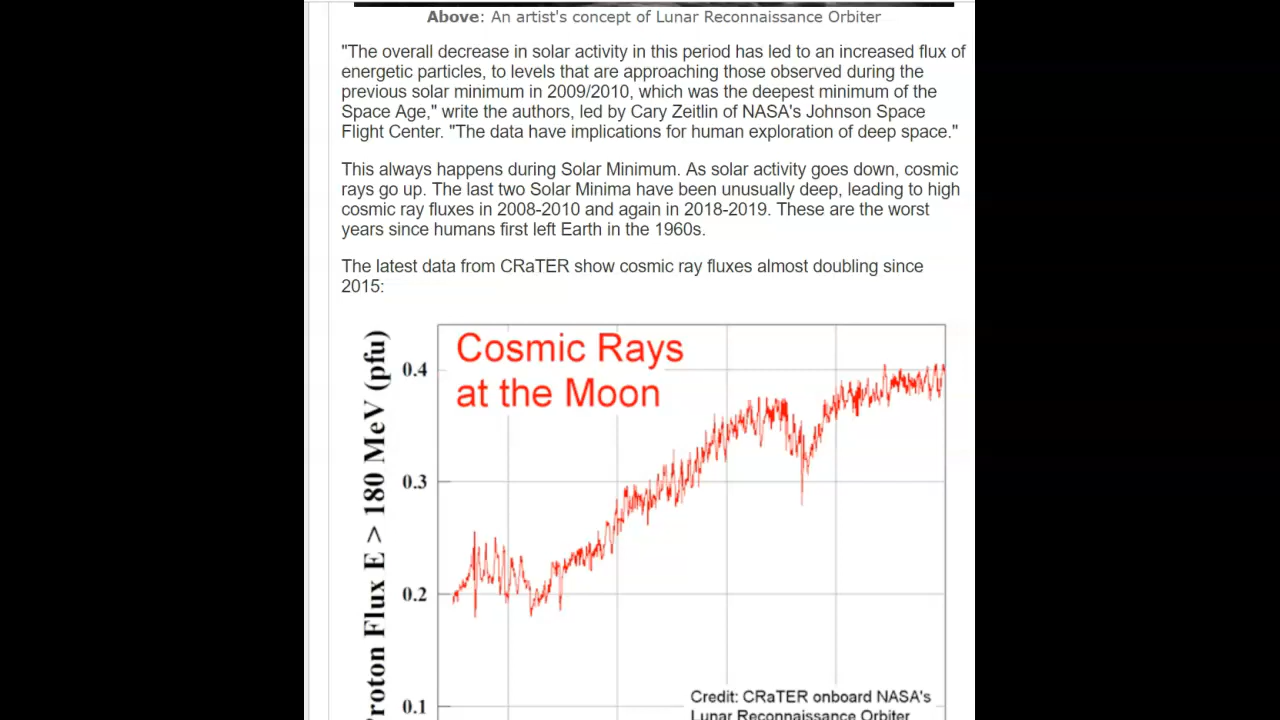 Above: An artist's concept of Lunar Reconnaissance Orbiter
"The overall decrease in solar activity in this period has led to an increased flux of
energetic particles, to levels that are approaching those observed during the
previous solar minimum in 2009/2010, which was the deepest minimum of the
Space Age," write the authors, led by Cary Zeitlin of NASA's Johnson Space
Flight Center. "The data have implications for human exploration of deep space."
This always happens during Solar Minimum. As solar activity goes down, cosmic
rays go up. The last two Solar Minima have been unusually deep, leading to high
cosmic ray fluxes in 2008-2010 and again in 2018-2019. These are the worst
years since humans first left Earth in the 1960s.
The latest data from CRaTER show cosmic ray fluxes almost doubling since
2015:
Cosmic Rays
at the Moon
roton Flux E > 180 MeV (pfu)
0.4
0.3
0.2
0.1
Credit: CRaTER onboard NASA's
Lunar Reconnaissance Orbiter